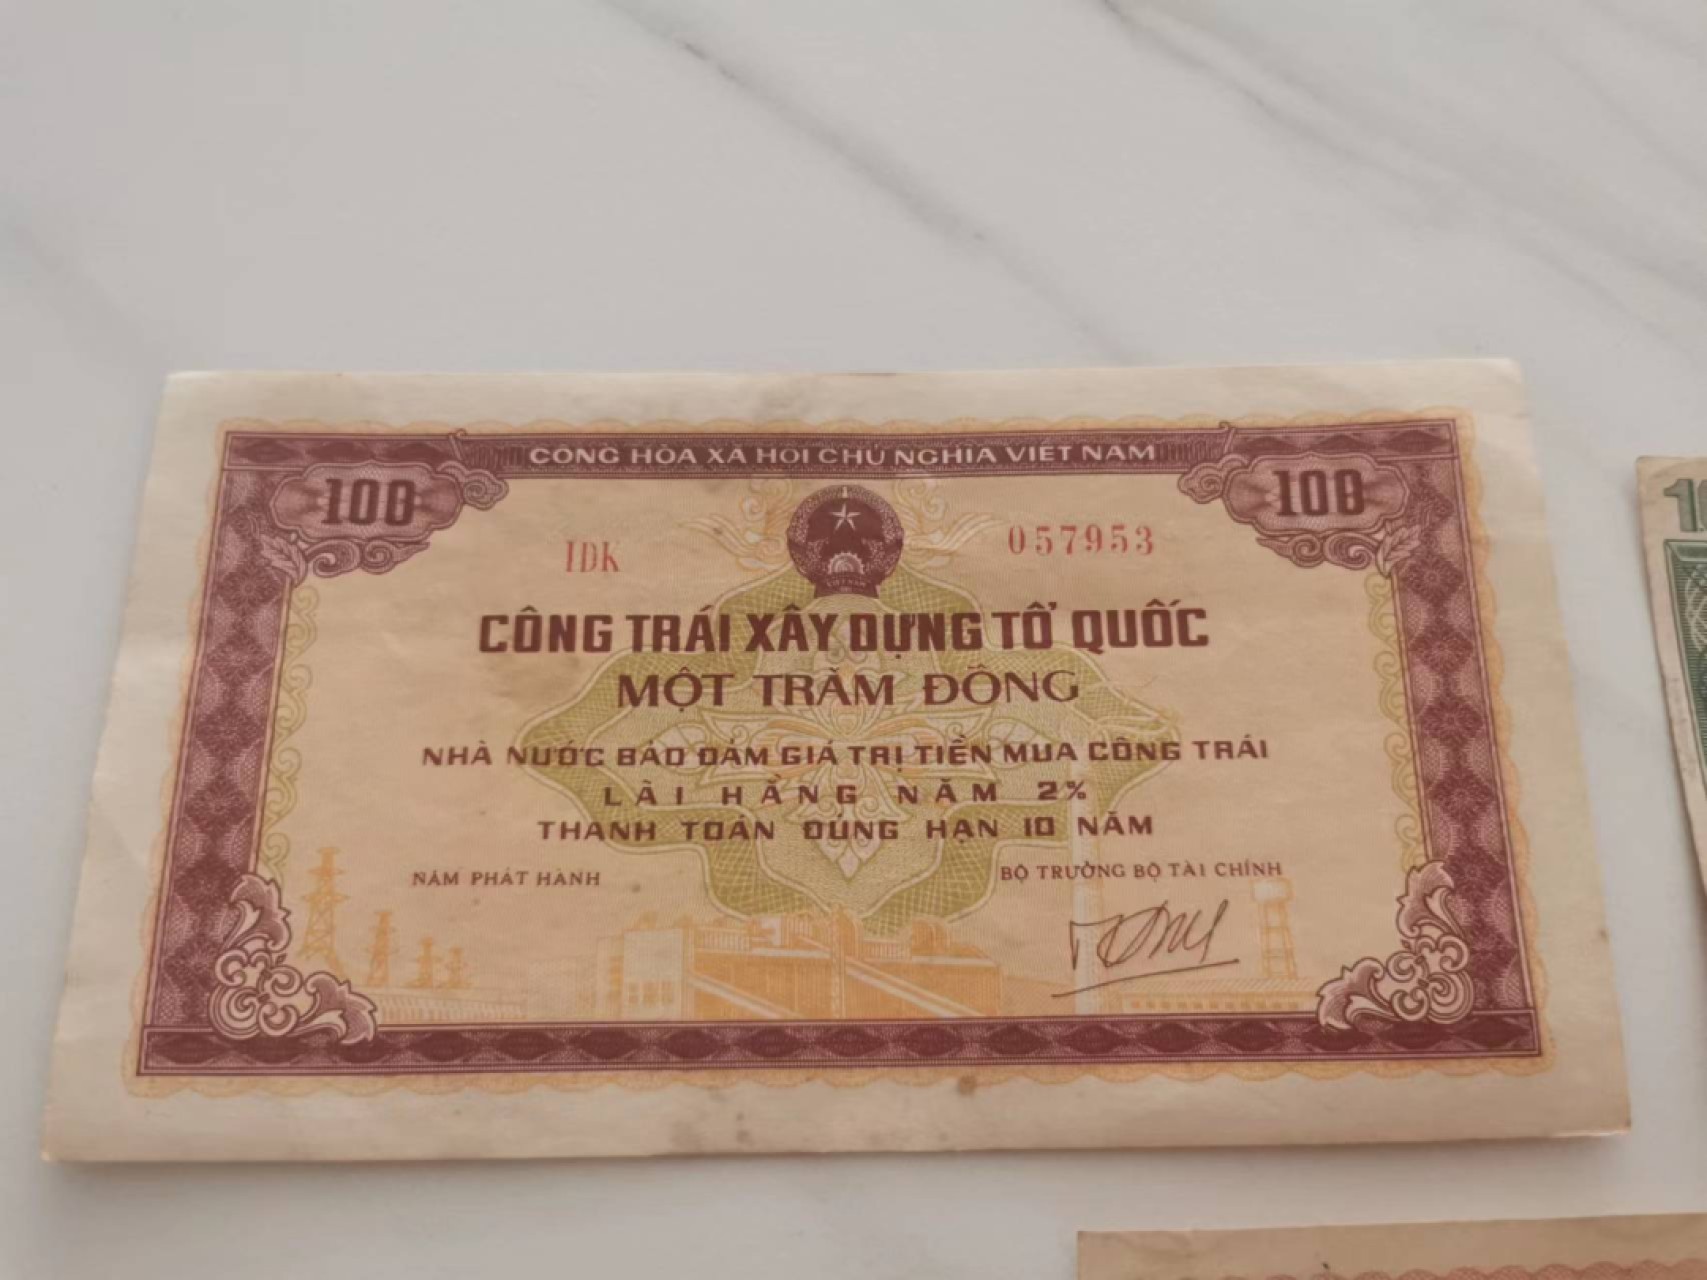 CỘNG HÒA XÃ HỘI CHỦ NGHĨA VIỆT NAM
100 100
IDK 057953
VIỆT NAM
CÔNG TRÁI XÂY DỰNG TỔ QUỐC
MỘT TRĂM ĐỒNG
NHÀ NƯỚC BẢO ĐẢM GIÁ TRỊ TIỀN MUA CÔNG TRÁI
LÃI HẰNG NĂM 2%
THANH TOÁN ĐÚNG HẠN 10 NĂM
NĂM PHÁT HÀNH BỘ TRƯỞNG BỘ TÀI CHÍNH